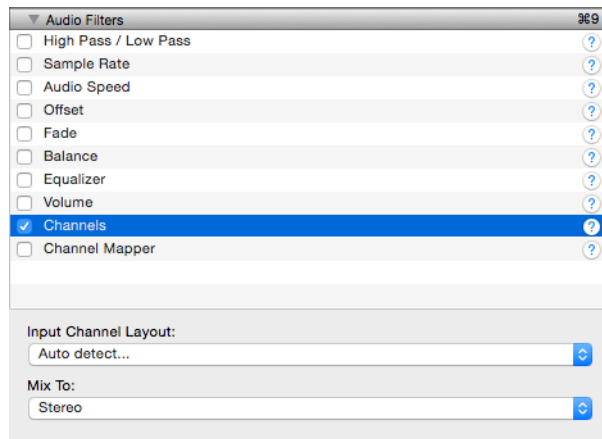 Audio Filters ⌘9
High Pass / Low Pass ?
Sample Rate ?
Audio Speed ?
Offset ?
Fade ?
Balance ?
Equalizer ?
Volume ?
Channels ?
Channel Mapper ?
Input Channel Layout:
Auto detect...
Mix To:
Stereo